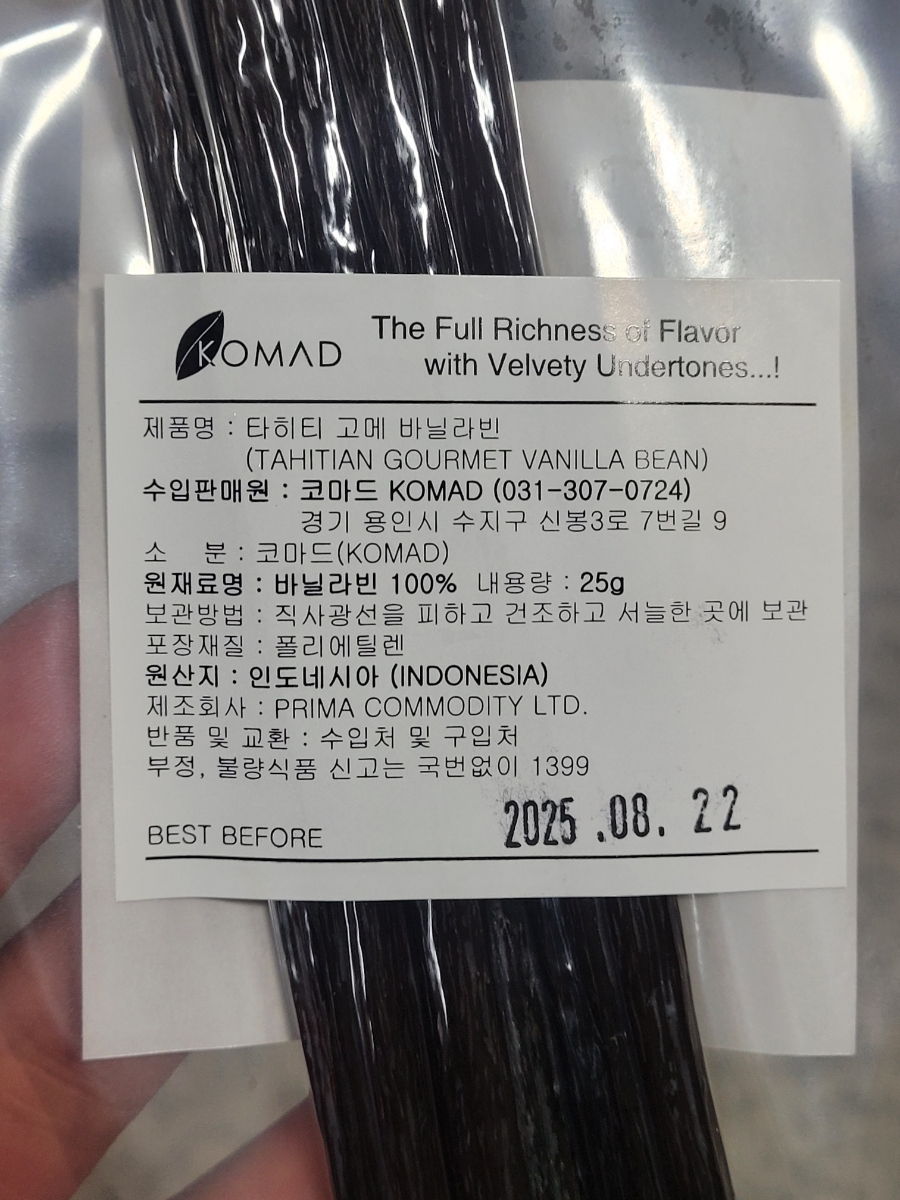 KOMAD
The Full Richness of Flavor
with Velvety Undertones...!
제품명 : 타히티 고메 바닐라빈
(TAHITIAN GOURMET VANILLA BEAN)
수입판매원 : 코마드 KOMAD (031-307-0724)
경기 용인시 수지구 신봉3로 7번길 9
소 분 : 코마드(KOMAD)
원재료명 : 바닐라빈 100% 내용량 : 25g
보관방법 : 직사광선을 피하고 건조하고 서늘한 곳에 보관
포장재질 : 폴리에틸렌
원산지 : 인도네시아 (INDONESIA)
제조회사 : PRIMA COMMODITY LTD.
반품 및 교환 : 수입처 및 구입처
부정, 불량식품 신고는 국번없이 1399
BEST BEFORE 2025.08.22